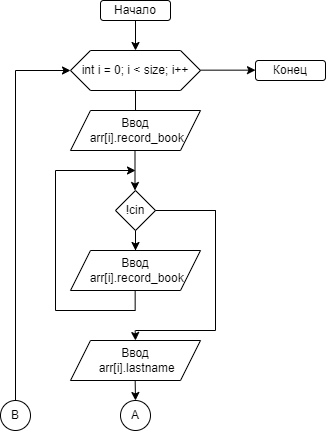 Начало
int i = 0; i < size; i++
Конец
Ввод
arr[i].record_book
!cin
Ввод
arr[i].record_book
Ввод
arr[i].lastname
B
A